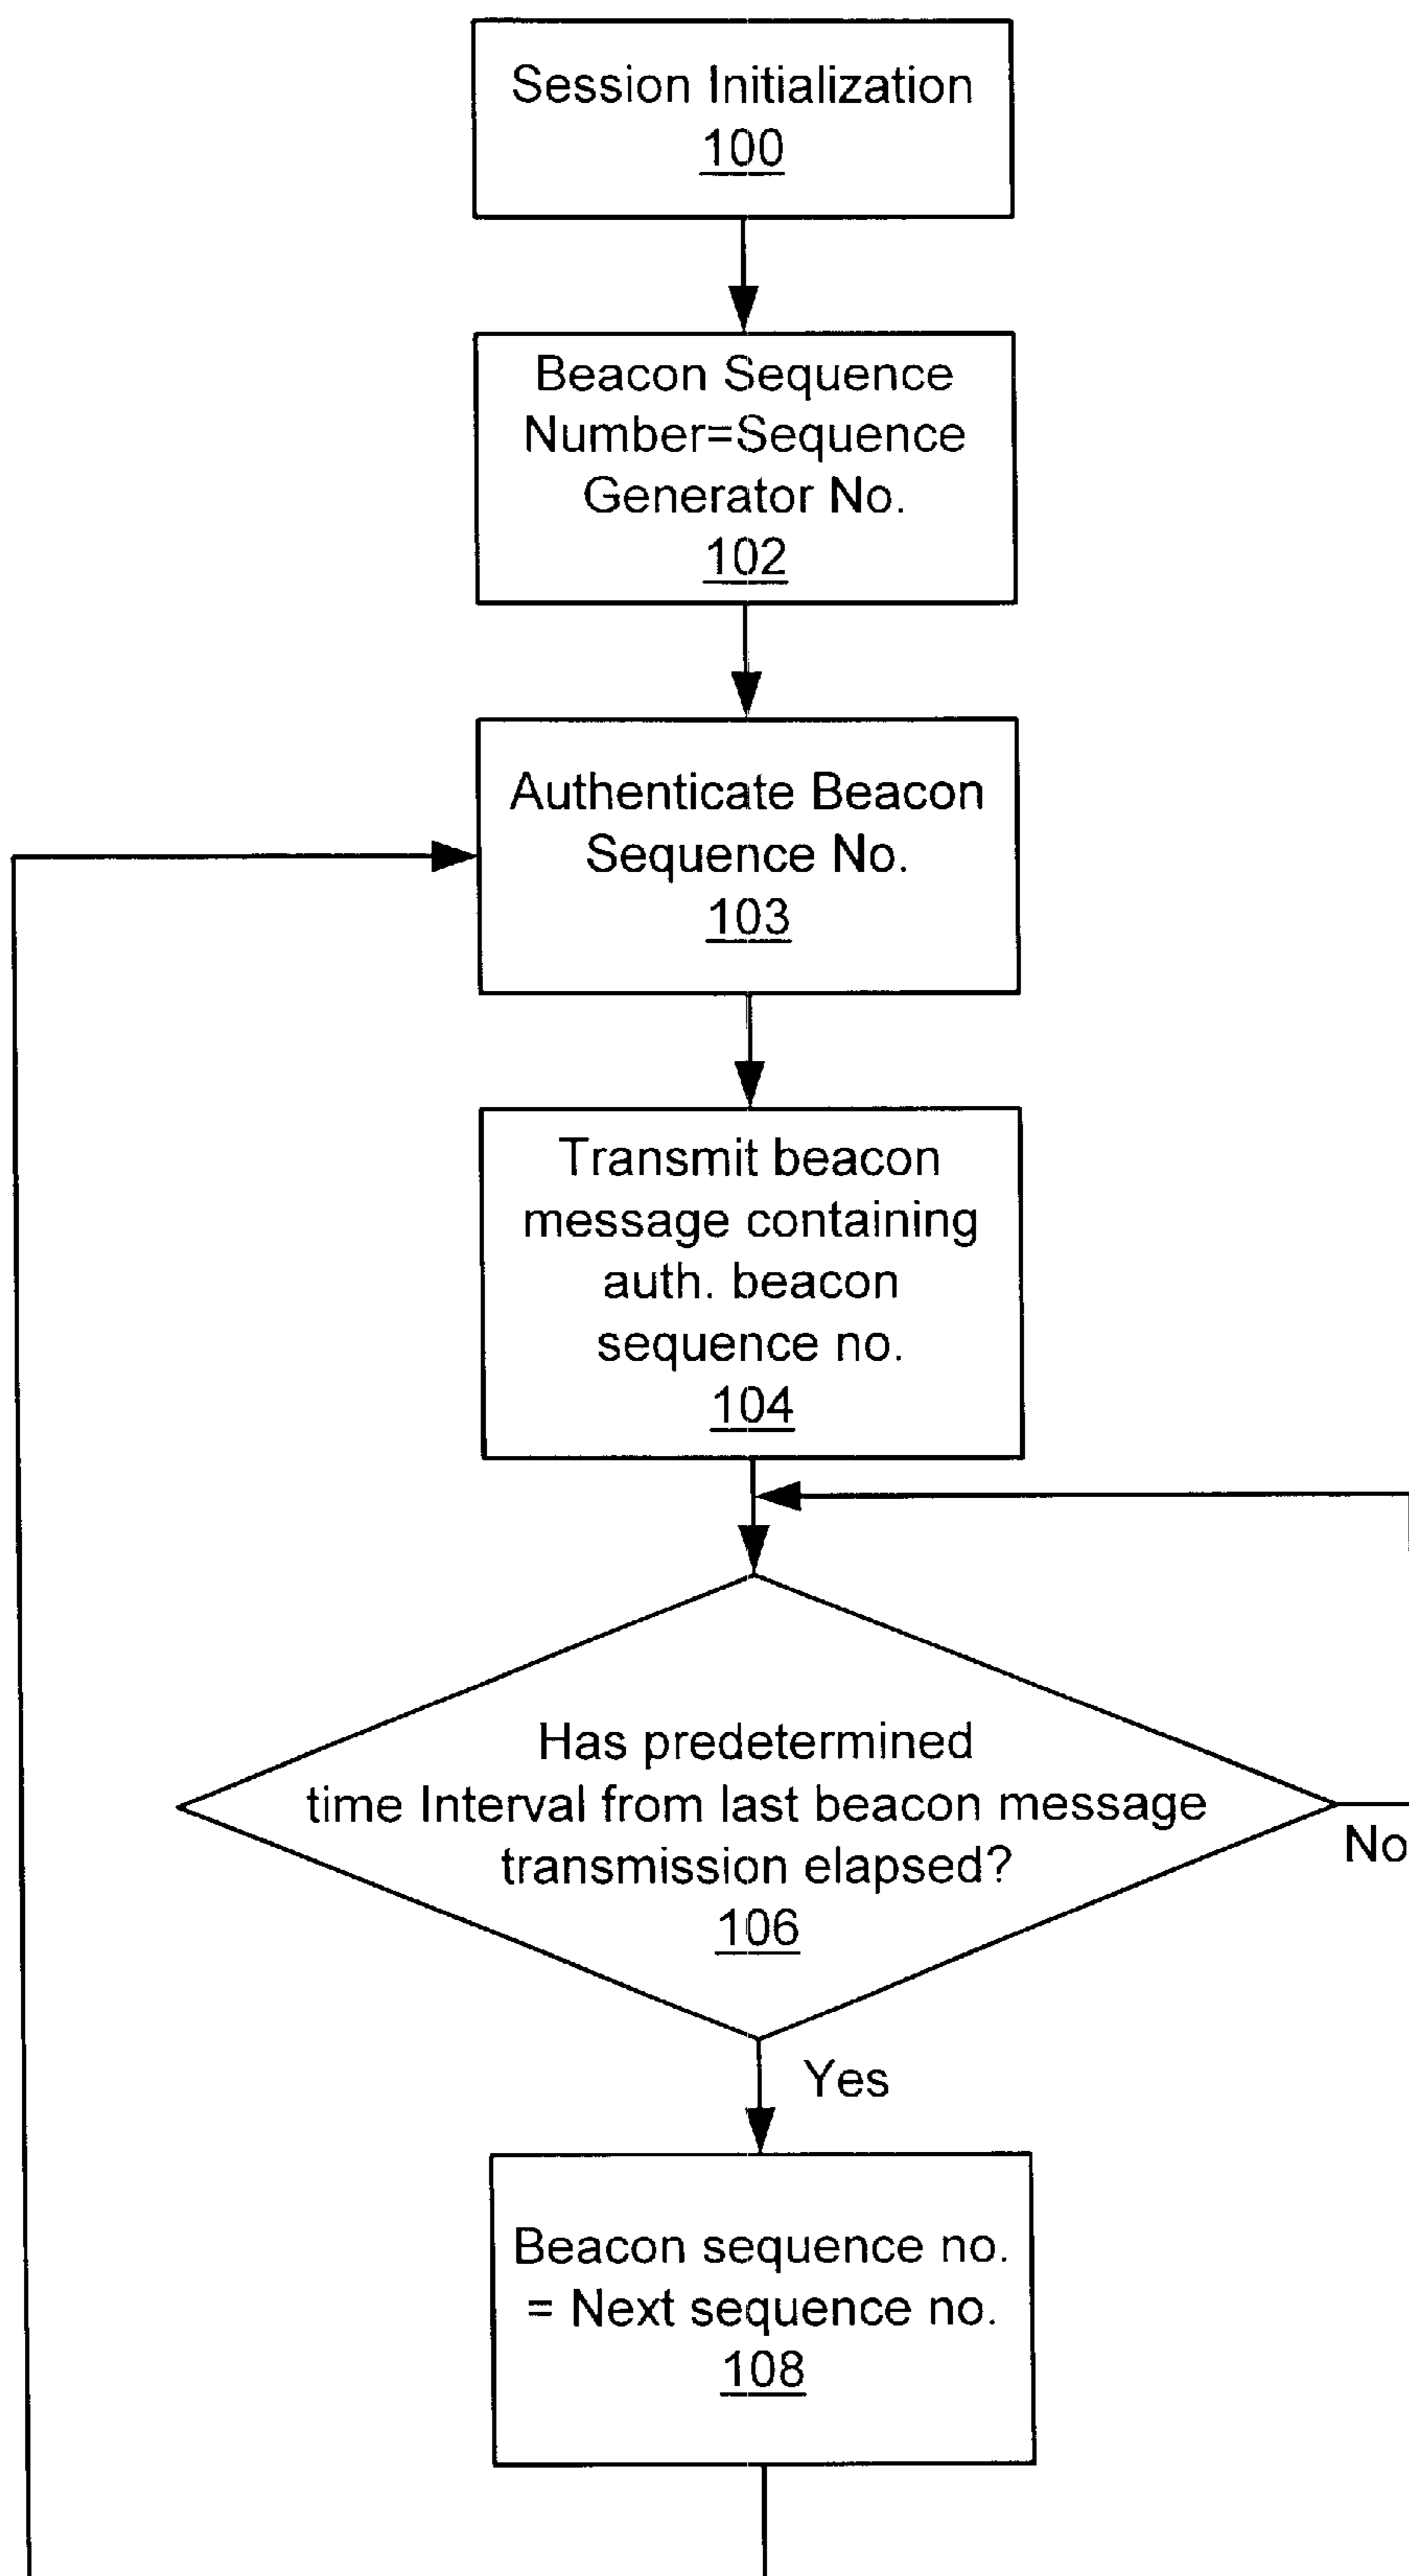 Session Initialization
100
Beacon Sequence
Number=Sequence
Generator No.
102
Authenticate Beacon
Sequence No.
103
Transmit beacon
message containing
auth. beacon
sequence no.
104
Has predetermined
time Interval from last beacon message
transmission elapsed?
106
No
Yes
Beacon sequence no.
= Next sequence no.
108